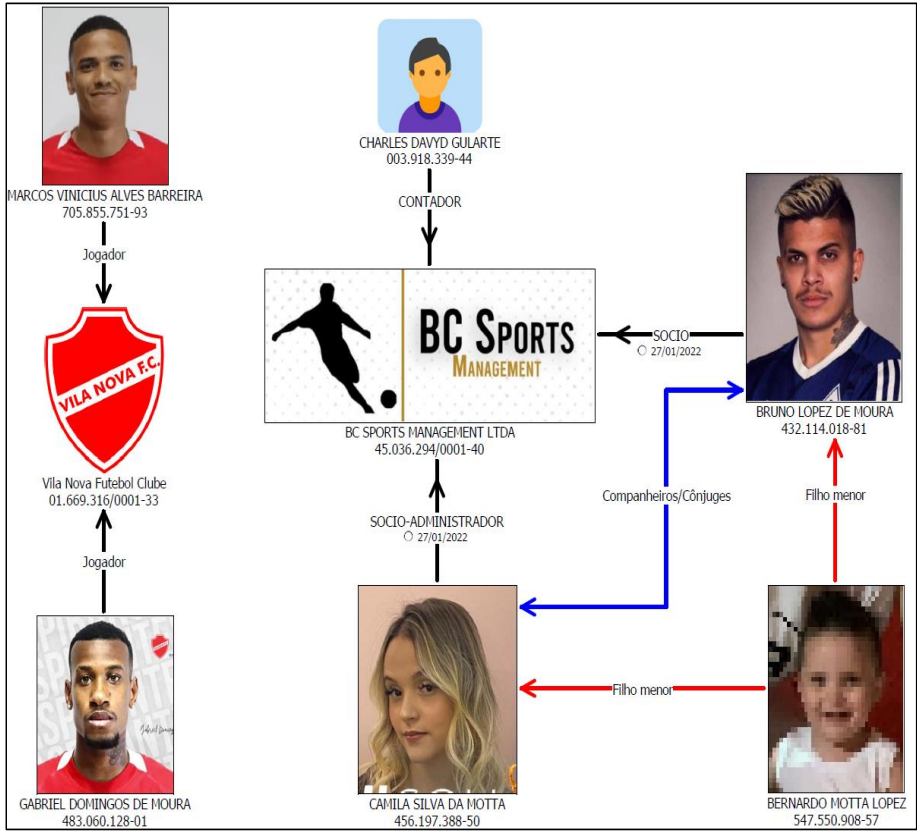 MARCOS VINICIUS ALVES BARREIRA
705.855.751-93
Jogador
VILA NOVA F.C.
Vila Nova Futebol Clube
01.669.316/0001-33
Jogador
GABRIEL DOMINGOS DE MOURA
483.060.128-01
CHARLES DAVYD GULARTE
003.918.339-44
CONTADOR
BC SPORTS
MANAGEMENT
BC SPORTS MANAGEMENT LTDA
45.036.294/0001-40
SOCIO
27/01/2022
BRUNO LOPEZ DE MOURA
432.114.018-81
SOCIO-ADMINISTRADOR
27/01/2022
Companheiros/Cônjuges
Filho menor
Filho menor
CAMILA SILVA DA MOTTA
456.197.388-50
BERNARDO MOTTA LOPEZ
547.550.908-57